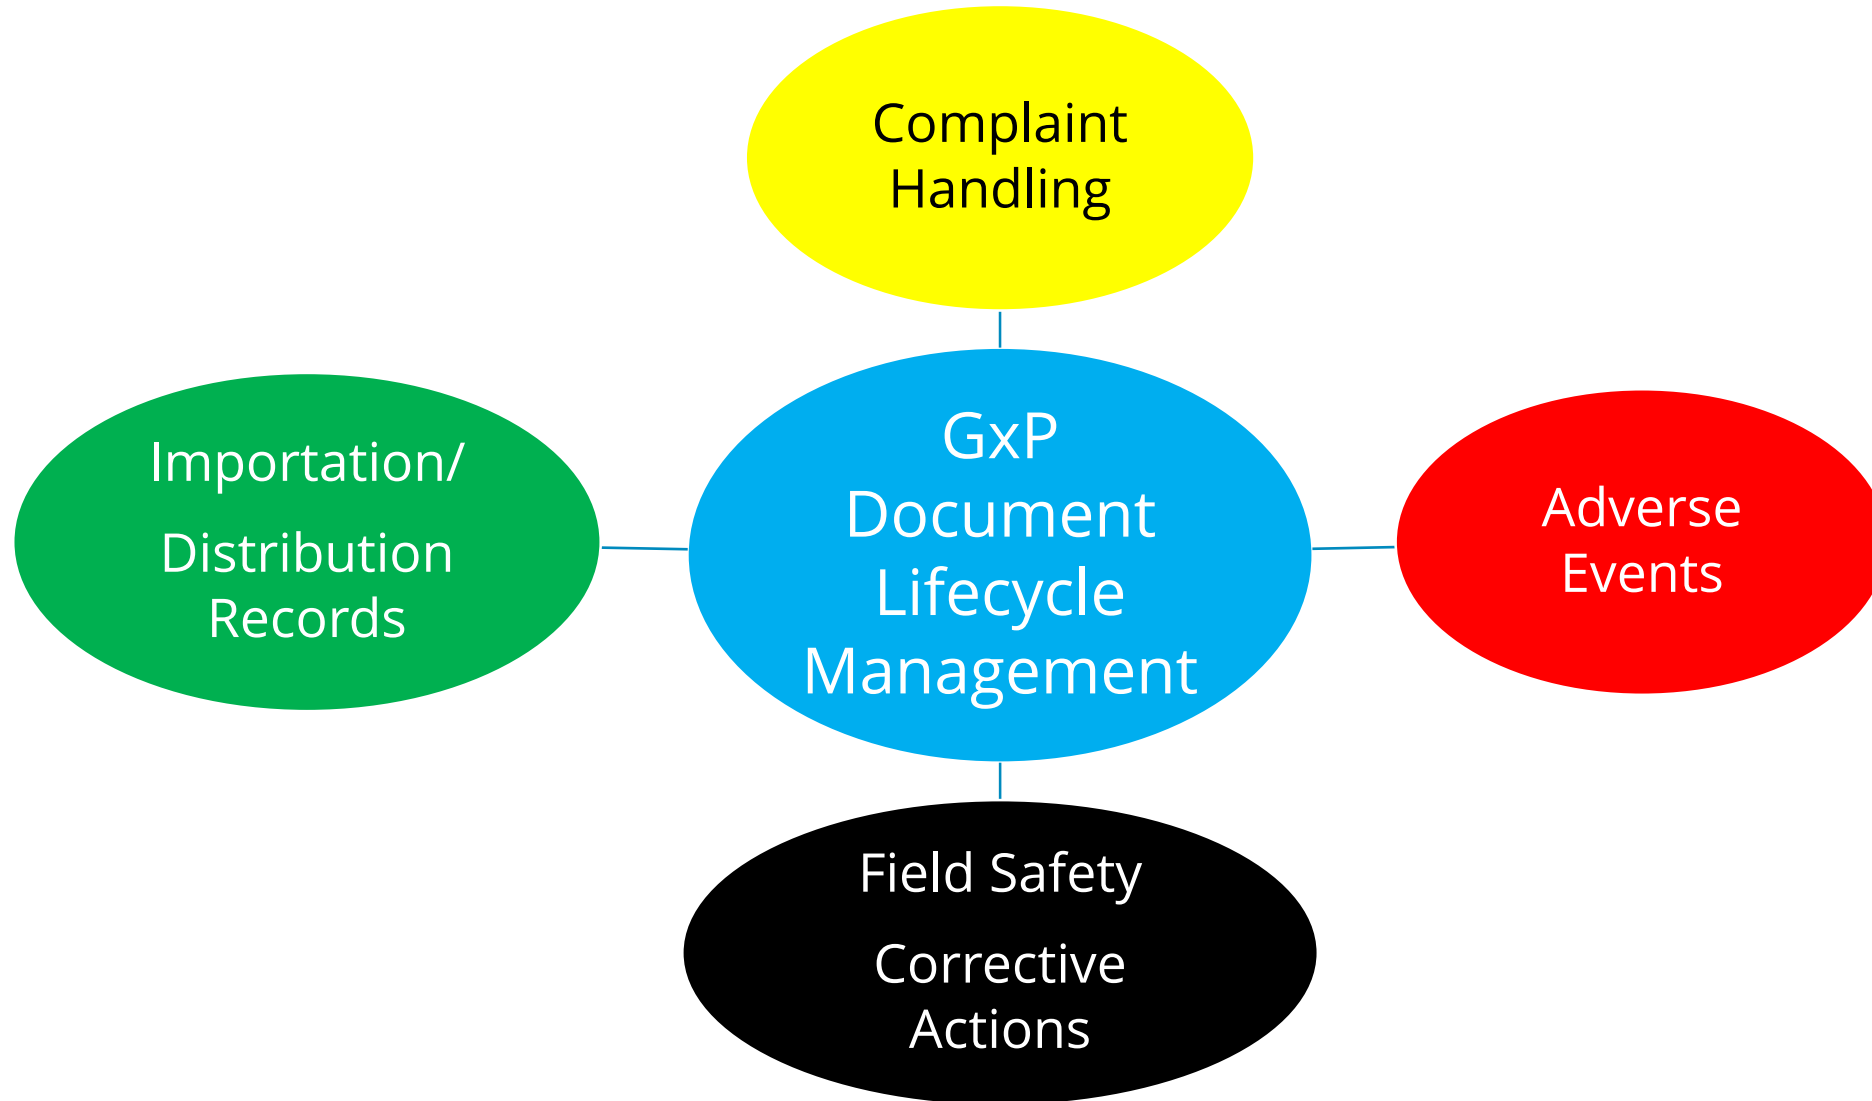 Complaint
Handling
Importation/
Distribution
Records
GxP
Document
Lifecycle
Management
Adverse
Events
Field Safety
Corrective
Actions